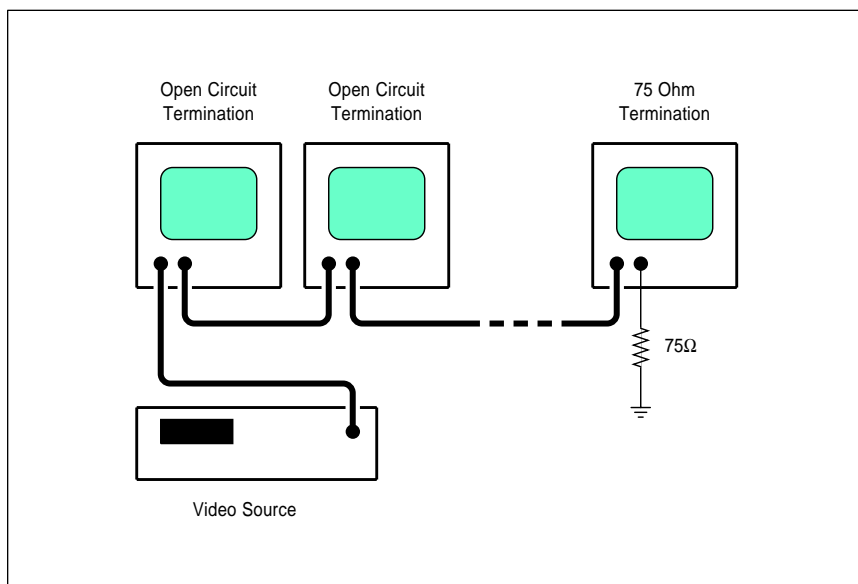 Open Circuit
Termination
Open Circuit
Termination
75 Ohm
Termination
75Ω
Video Source